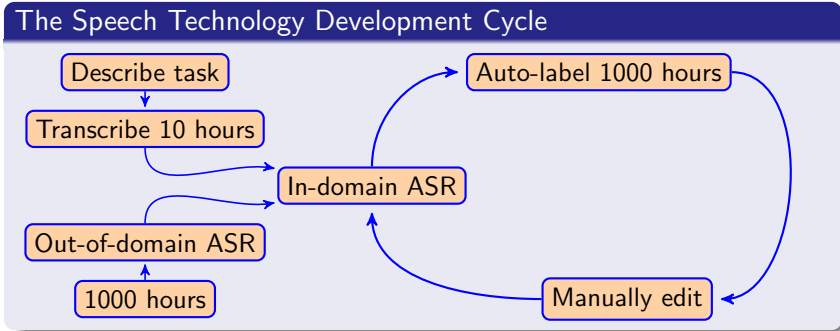 The Speech Technology Development Cycle
Describe task
Auto-label 1000 hours
Transcribe 10 hours
In-domain ASR
Out-of-domain ASR
1000 hours
Manually edit